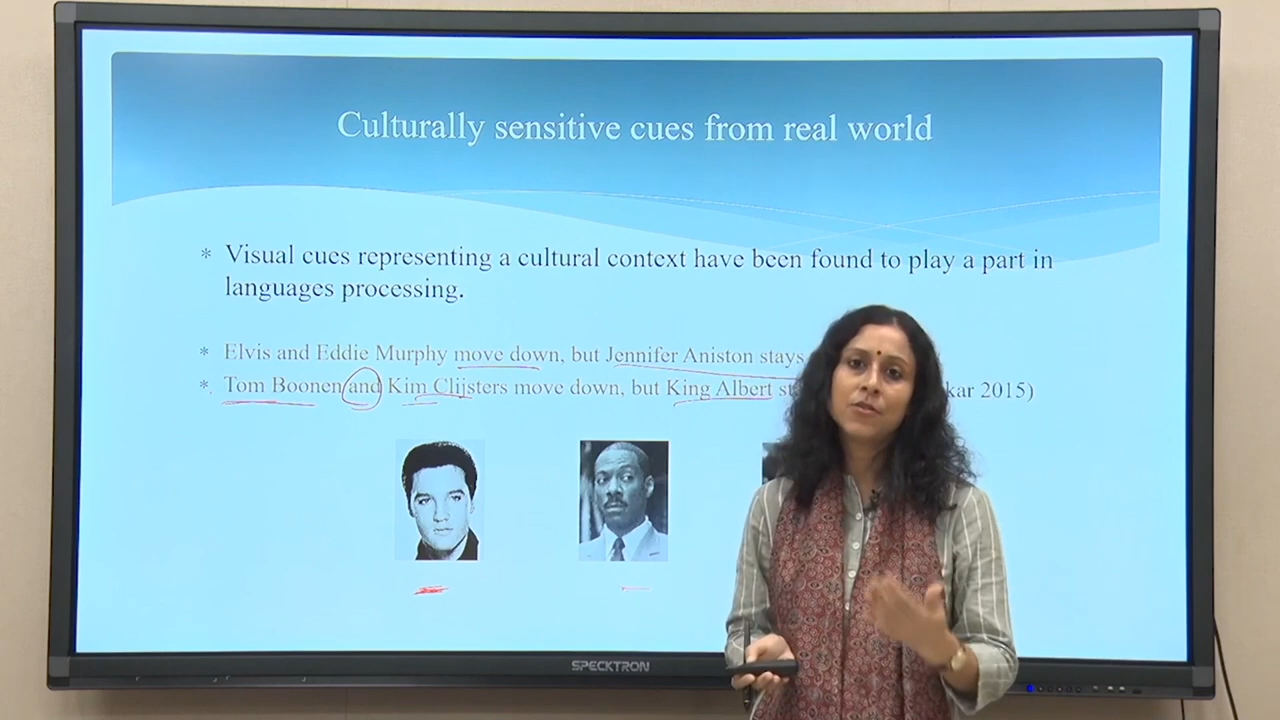 Culturally sensitive cues from real world
* Visual cues representing a cultural context have been found to play a part in
languages processing.
* Elvis and Eddie Murphy move down, but Jennifer Aniston stays
* Tom Boonen and Kim Clijsters move down, but King Albert 2015)
SPECKTRON